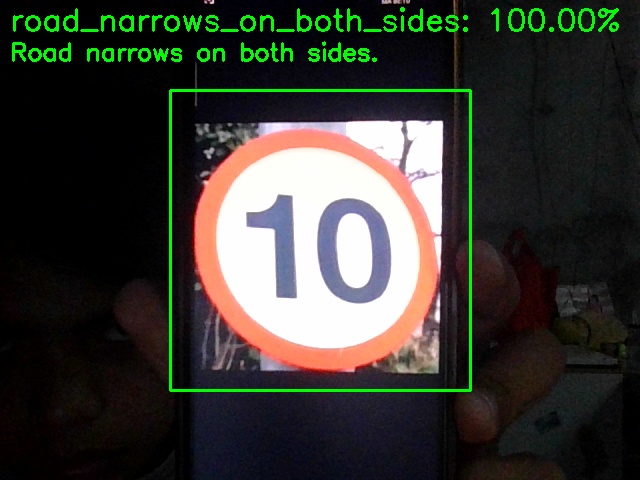 road_narrows_on_both_sides: 100.00%
Road narrows on both sides.
10